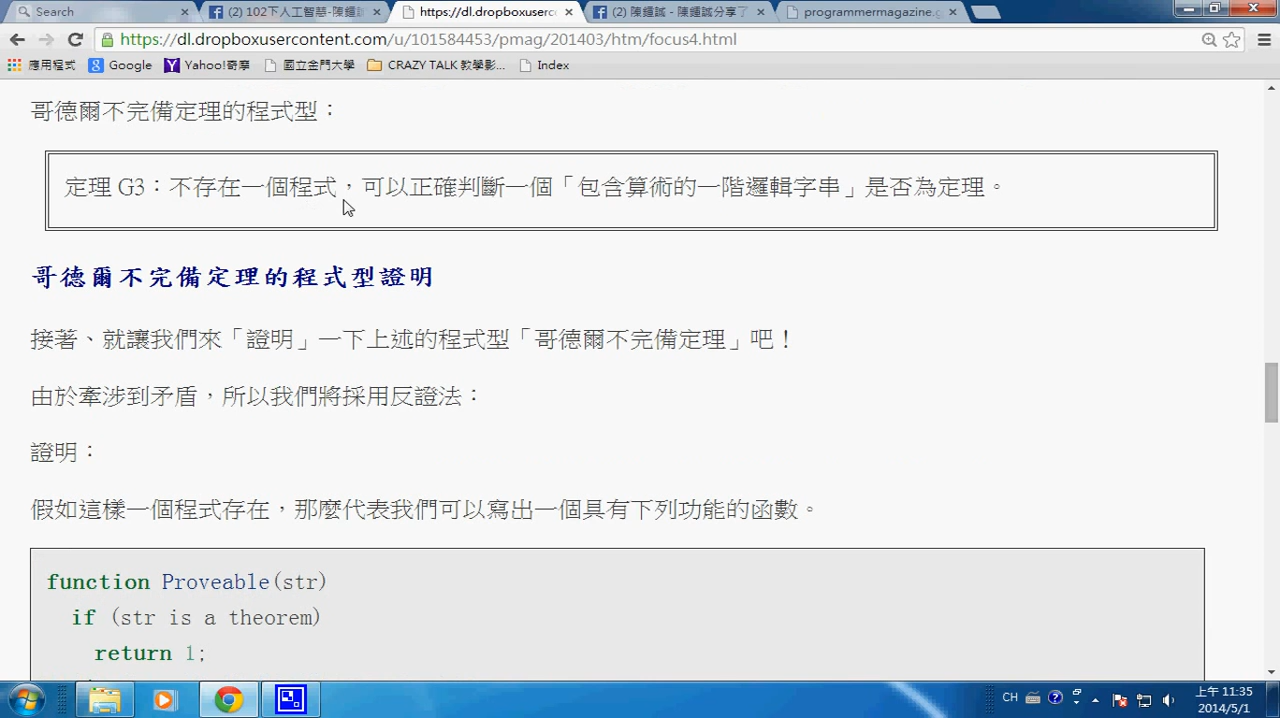 Search
(2) 102下人工智慧-陳鍾
https://dl.dropboxuserc
(2) 陳鍾誠 - 陳鍾誠分享了
programmermagazine.g
https://dl.dropboxusercontent.com/u/101584453/pmag/201403/htm/focus4.html
應用程式 Google Yahoo!奇摩 國立金門大學 CRAZY TALK 教學影... Index
哥德爾不完備定理的程式型：
定理 G3：不存在一個程式，可以正確判斷一個「包含算術的一階邏輯字串」是否為定理。
哥德爾不完備定理的程式型證明
接著、就讓我們來「證明」一下上述的程式型「哥德爾不完備定理」吧！
由於牽涉到矛盾，所以我們將採用反證法：
證明：
假如這樣一個程式存在，那麼代表我們可以寫出一個具有下列功能的函數。
function Proveable(str)
if (str is a theorem)
return 1;
CH
上午 11:35
2014/5/1